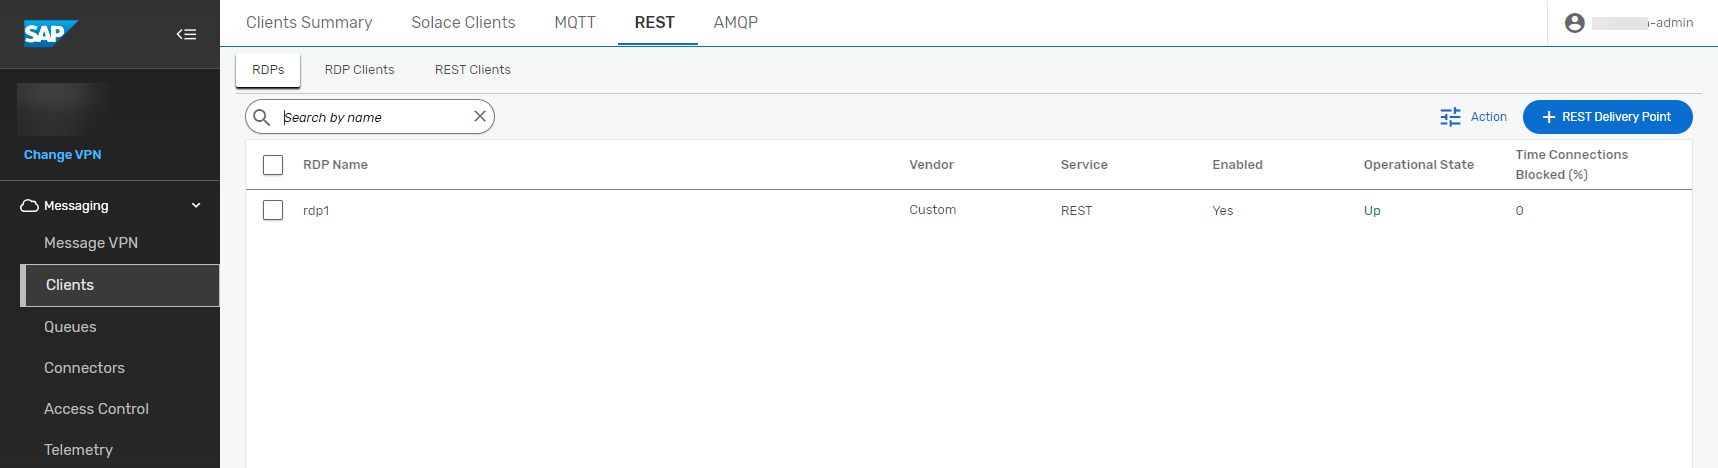 SAP
Clients Summary Solace Clients MQTT REST AMQP
-admin
RDPs RDP Clients REST Clients
Change VPN
Search by name
Action
REST Delivery Point
RDP Name Vendor Service Enabled Operational State Time Connections
Blocked (%)
rdp1 Custom REST Yes Up 0
Messaging
Message VPN
Clients
Queues
Connectors
Access Control
Telemetry